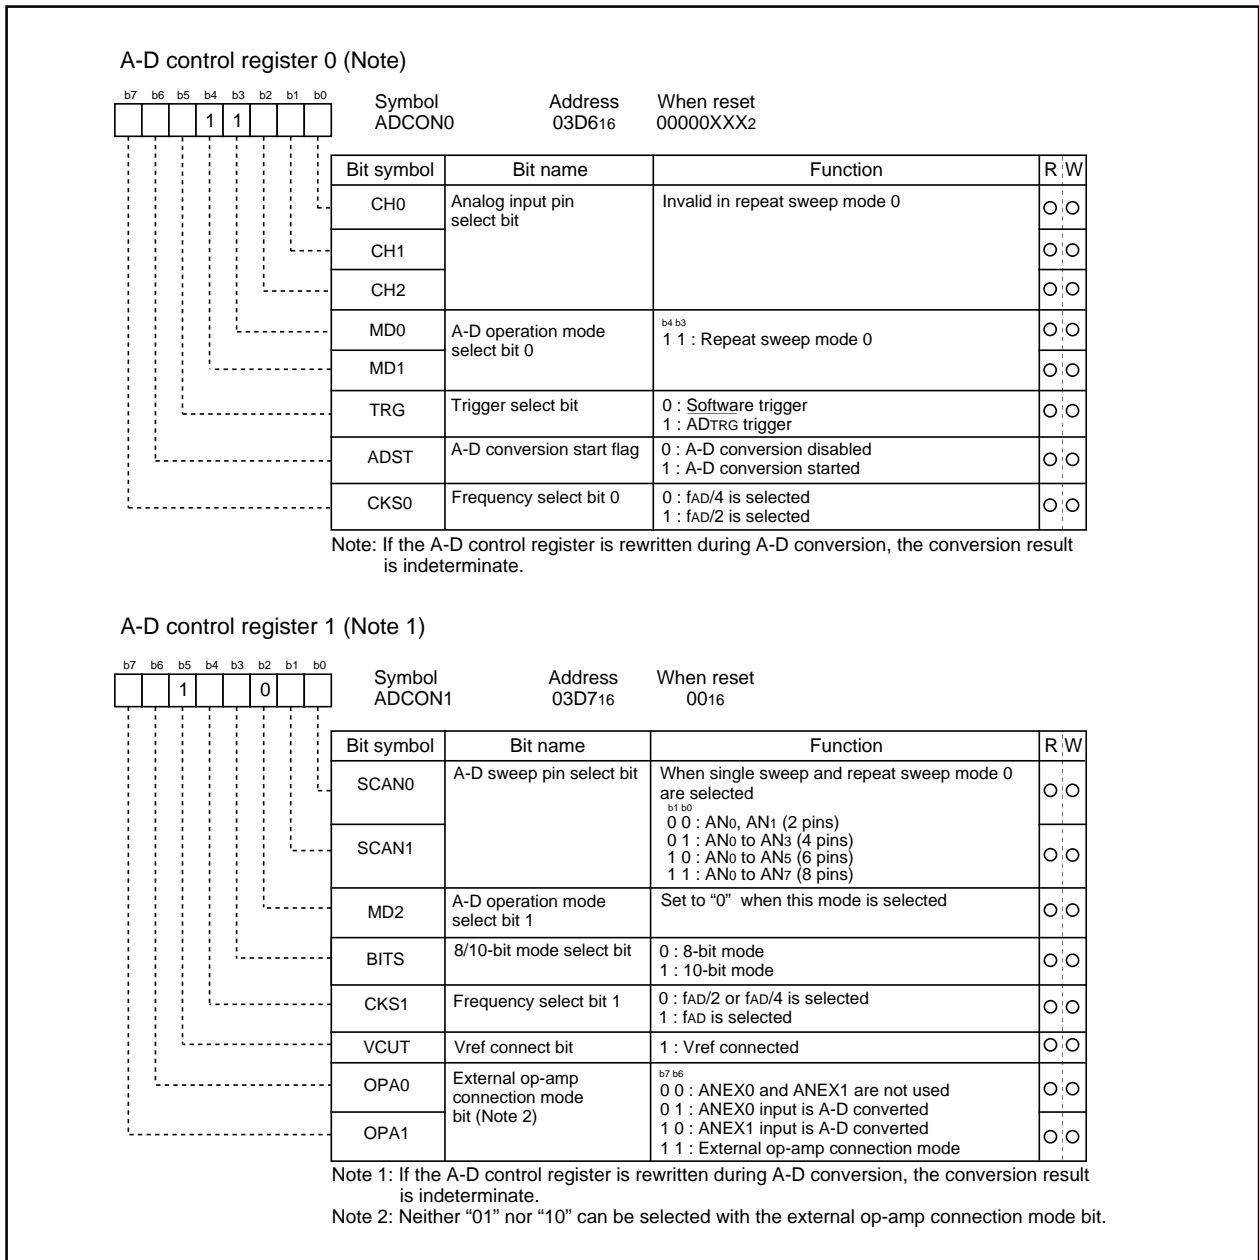 A-D control register 0 (Note)
b7 b6 b5 b4 b3 b2 b1 b0
1 1
Symbol Address When reset
ADCON0 03D616 00000XXX2
Bit symbol Bit name Function R W
CH0 Analog input pin select bit Invalid in repeat sweep mode 0
CH1
CH2
MD0 A-D operation mode select bit 0
b4 b3
1 1 : Repeat sweep mode 0
MD1
TRG Trigger select bit 0 : Software trigger
1 : ADTRG trigger
ADST A-D conversion start flag 0 : A-D conversion disabled
1 : A-D conversion started
CKS0 Frequency select bit 0 0 : fAD/4 is selected
1 : fAD/2 is selected
Note: If the A-D control register is rewritten during A-D conversion, the conversion result
is indeterminate.
A-D control register 1 (Note 1)
b7 b6 b5 b4 b3 b2 b1 b0
1 0
Symbol Address When reset
ADCON1 03D716 0016
Bit symbol Bit name Function R W
SCAN0 A-D sweep pin select bit When single sweep and repeat sweep mode 0
are selected
b1 b0
0 0 : AN0, AN1 (2 pins)
0 1 : AN0 to AN3 (4 pins)
1 0 : AN0 to AN5 (6 pins)
1 1 : AN0 to AN7 (8 pins)
SCAN1
MD2 A-D operation mode select bit 1 Set to “0” when this mode is selected
BITS 8/10-bit mode select bit 0 : 8-bit mode
1 : 10-bit mode
CKS1 Frequency select bit 1 0 : fAD/2 or fAD/4 is selected
1 : fAD is selected
VCUT Vref connect bit 1 : Vref connected
OPA0 External op-amp connection mode bit (Note 2)
b7 b6
0 0 : ANEX0 and ANEX1 are not used
0 1 : ANEX0 input is A-D converted
1 0 : ANEX1 input is A-D converted
1 1 : External op-amp connection mode
OPA1
Note 1: If the A-D control register is rewritten during A-D conversion, the conversion result
is indeterminate.
Note 2: Neither “01” nor “10” can be selected with the external op-amp connection mode bit.